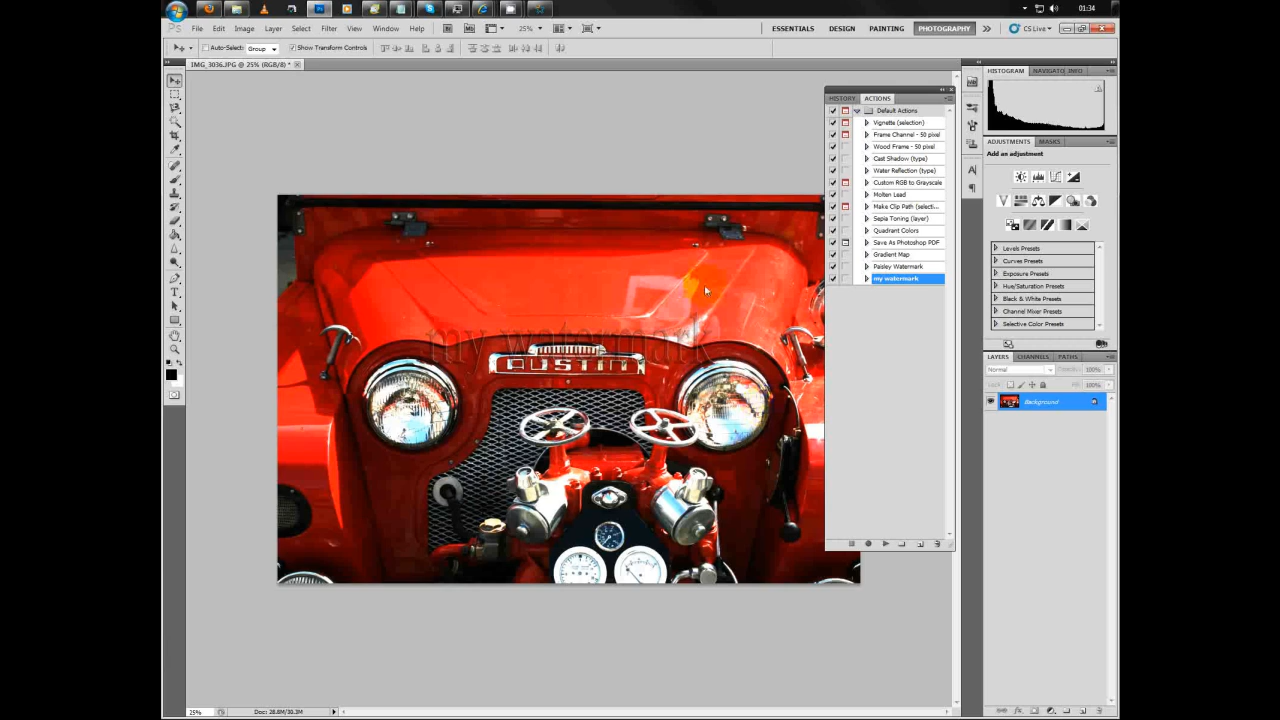 01:34
Ps File Edit Image Layer Select Filter View Window Help 25% ESSENTIALS DESIGN PAINTING PHOTOGRAPHY CS Live
Auto-Select: Group Show Transform Controls
IMG_3036.JPG @ 25% (RGB/8) *
HISTOGRAM NAVIGATO INFO
HISTORY ACTIONS
Default Actions
Vignette (selection)
Frame Channel - 50 pixel
Wood Frame - 50 pixel
Cast Shadow (type)
Water Reflection (type)
Custom RGB to Grayscale
Molten Lead
Make Clip Path (selecti...
Sepia Toning (layer)
Quadrant Colors
Save As Photoshop PDF
Gradient Map
Paisley Watermark
my watermark
ADJUSTMENTS MASKS
Add an adjustment
Levels Presets
Curves Presets
Exposure Presets
Hue/Saturation Presets
Black & White Presets
Channel Mixer Presets
Selective Color Presets
LAYERS CHANNELS PATHS
Normal Opacity: 100%
Lock: Fill: 100%
Background
my watermark
AUSTIN
25% Doc: 28.8M/30.3M